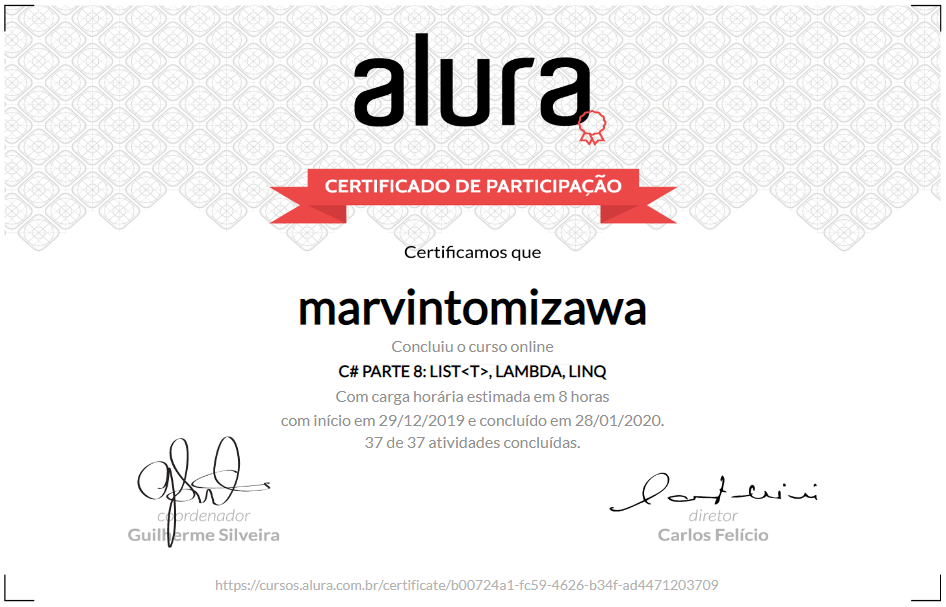 alura
CERTIFICADO DE PARTICIPAÇÃO
Certificamos que
marvintomizawa
Concluiu o curso online
C# PARTE 8: LIST<T>, LAMBDA, LINQ
Com carga horária estimada em 8 horas
com início em 29/12/2019 e concluído em 28/01/2020.
37 de 37 atividades concluídas.
coordenador
Guilherme Silveira
diretor
Carlos Felício
https://cursos.alura.com.br/certificate/b00724a1-fc59-4626-b34f-ad4471203709